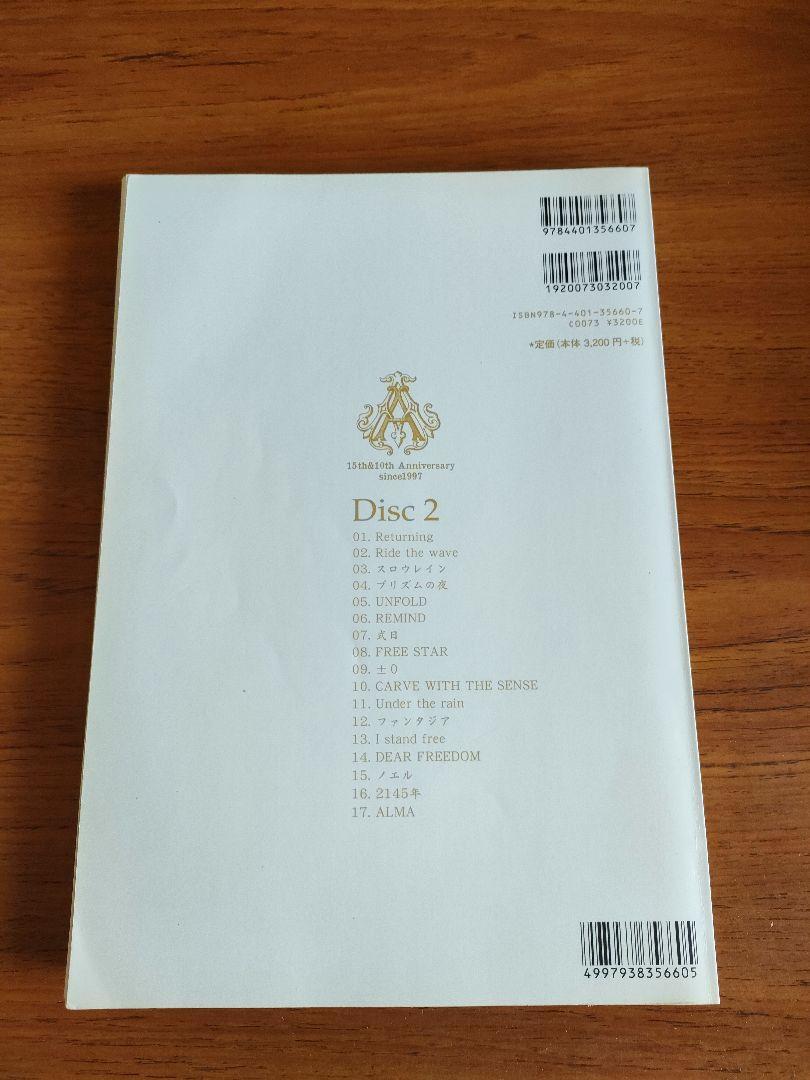 9784401356607
1920073032007
ISBN978-4-401-35660-7
C0073 ¥3200E
*定価(本体 3,200円+税)
A
15th&10th Anniversary
since1997
Disc 2
01. Returning
02. Ride the wave
03. スロウレイン
04. プリズムの夜
05. UNFOLD
06. REMIND
07. 式日
08. FREE STAR
09. ±0
10. CARVE WITH THE SENSE
11. Under the rain
12. ファンタジア
13. I stand free
14. DEAR FREEDOM
15. ノエル
16. 2145年
17. ALMA
4997938356605